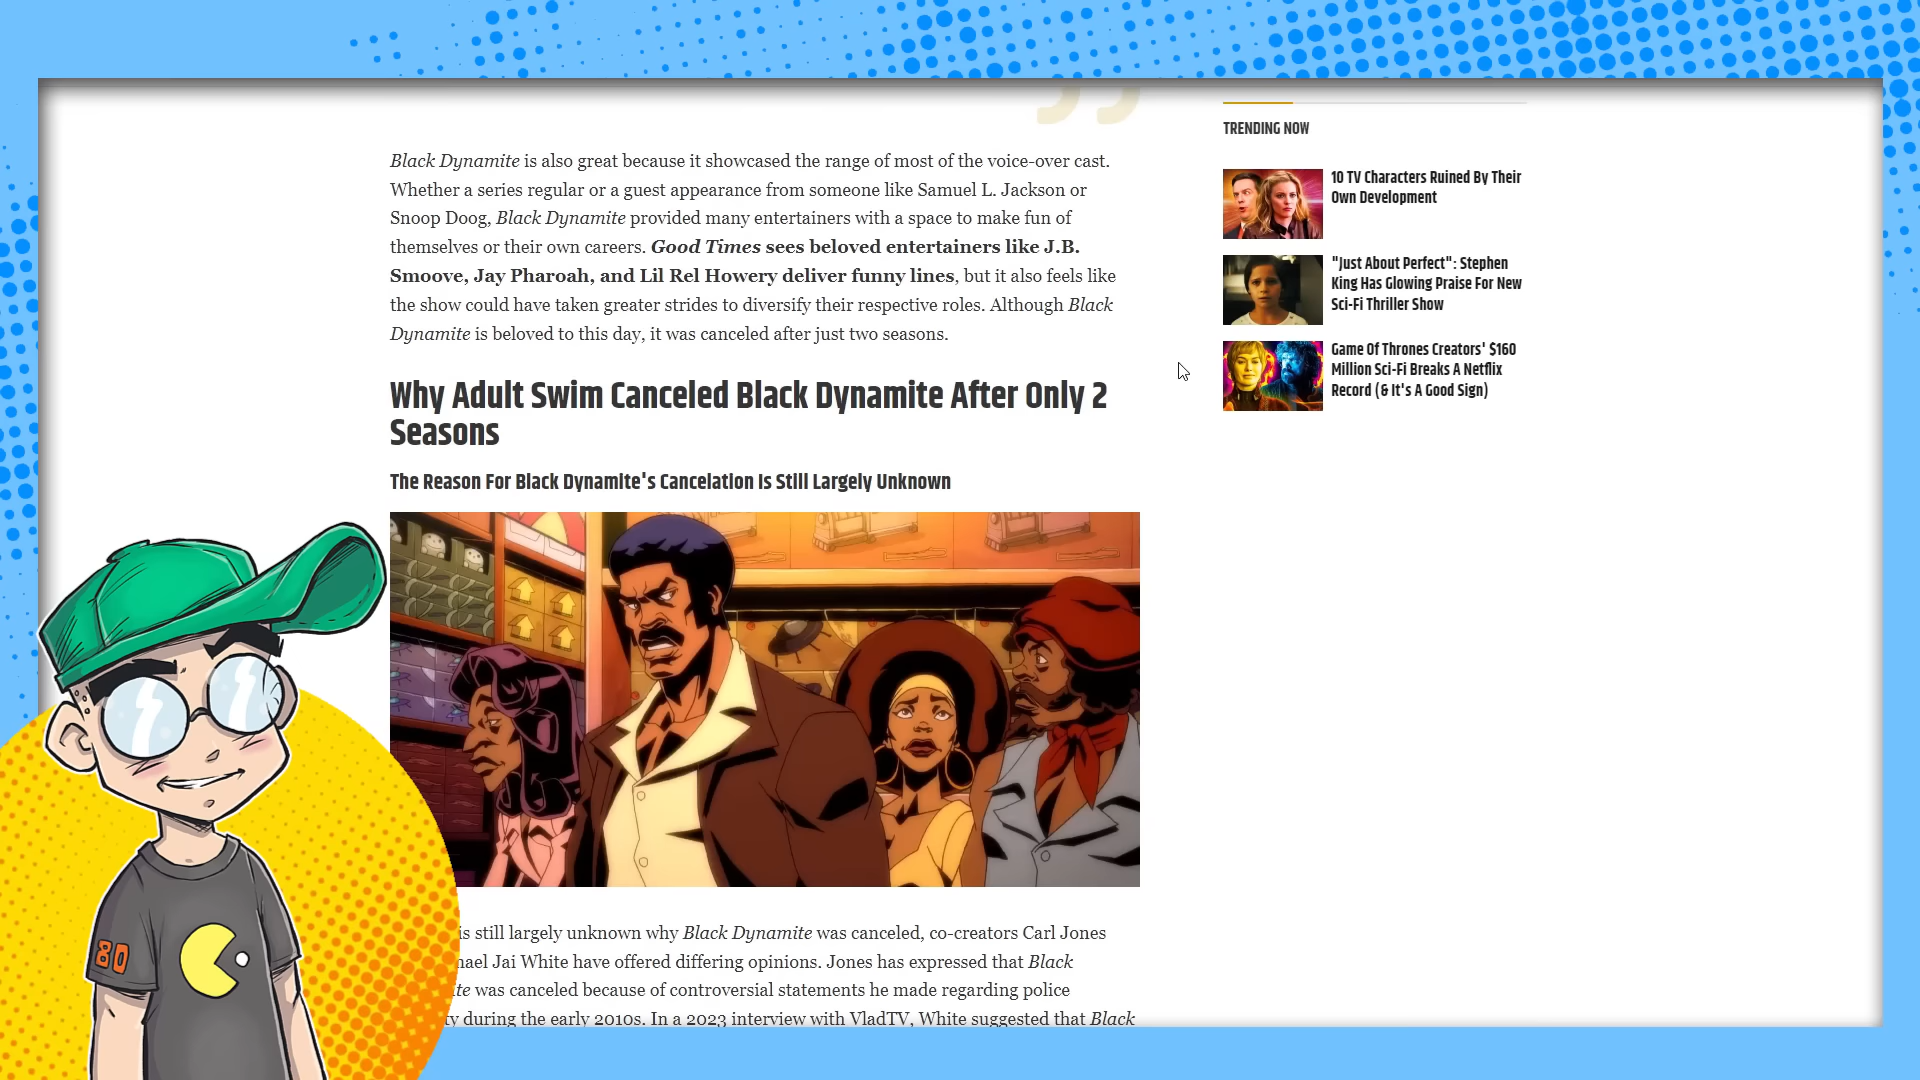 Black Dynamite is also great because it showcased the range of most of the voice-over cast.
Whether a series regular or a guest appearance from someone like Samuel L. Jackson or
Snoop Doog, Black Dynamite provided many entertainers with a space to make fun of
themselves or their own careers. Good Times sees beloved entertainers like J.B.
Smoove, Jay Pharoah, and Lil Rel Howery deliver funny lines, but it also feels like
the show could have taken greater strides to diversify their respective roles. Although Black
Dynamite is beloved to this day, it was canceled after just two seasons.
Why Adult Swim Canceled Black Dynamite After Only 2
Seasons
The Reason For Black Dynamite's Cancelation Is Still Largely Unknown
is still largely unknown why Black Dynamite was canceled, co-creators Carl Jones
hael Jai White have offered differing opinions. Jones has expressed that Black
ite was canceled because of controversial statements he made regarding police
ty during the early 2010s. In a 2023 interview with VladTV, White suggested that Black
TRENDING NOW
10 TV Characters Ruined By Their
Own Development
"Just About Perfect": Stephen
King Has Glowing Praise For New
Sci-Fi Thriller Show
Game Of Thrones Creators' $160
Million Sci-Fi Breaks A Netflix
Record (& It's A Good Sign)
80